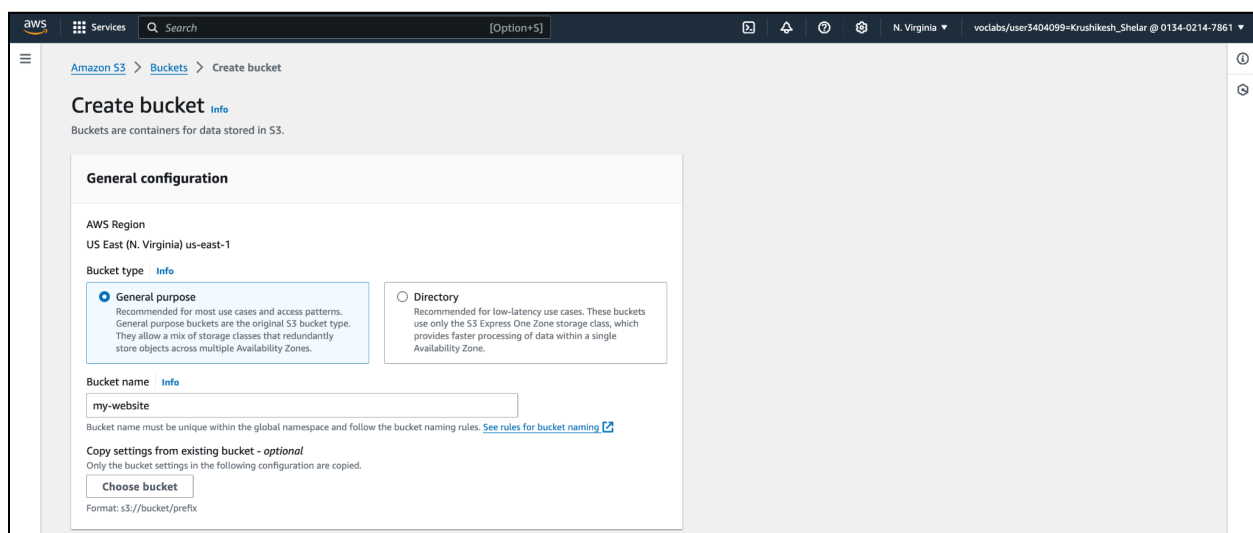 aws
Services
Search
[Option+S]
N. Virginia
voclabs/user3404099=Krushikesh_Shelar @ 0134-0214-7861
Amazon S3 > Buckets > Create bucket
Create bucket Info
Buckets are containers for data stored in S3.
General configuration
AWS Region
US East (N. Virginia) us-east-1
Bucket type Info
General purpose
Recommended for most use cases and access patterns.
General purpose buckets are the original S3 bucket type.
They allow a mix of storage classes that redundantly
store objects across multiple Availability Zones.
Directory
Recommended for low-latency use cases. These buckets
use only the S3 Express One Zone storage class, which
provides faster processing of data within a single
Availability Zone.
Bucket name Info
my-website
Bucket name must be unique within the global namespace and follow the bucket naming rules. See rules for bucket naming
Copy settings from existing bucket - optional
Only the bucket settings in the following configuration are copied.
Choose bucket
Format: s3://bucket/prefix